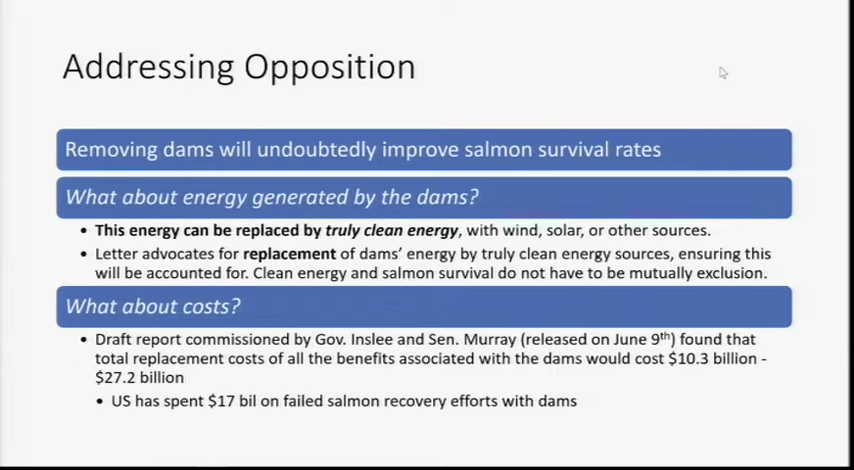 Addressing Opposition
Removing dams will undoubtedly improve salmon survival rates
What about energy generated by the dams?
• This energy can be replaced by truly clean energy, with wind, solar, or other sources.
• Letter advocates for replacement of dams' energy by truly clean energy sources, ensuring this
will be accounted for. Clean energy and salmon survival do not have to be mutually exclusion.
What about costs?
• Draft report commissioned by Gov. Inslee and Sen. Murray (released on June 9th) found that
total replacement costs of all the benefits associated with the dams would cost $10.3 billion -
$27.2 billion
• US has spent $17 bil on failed salmon recovery efforts with dams